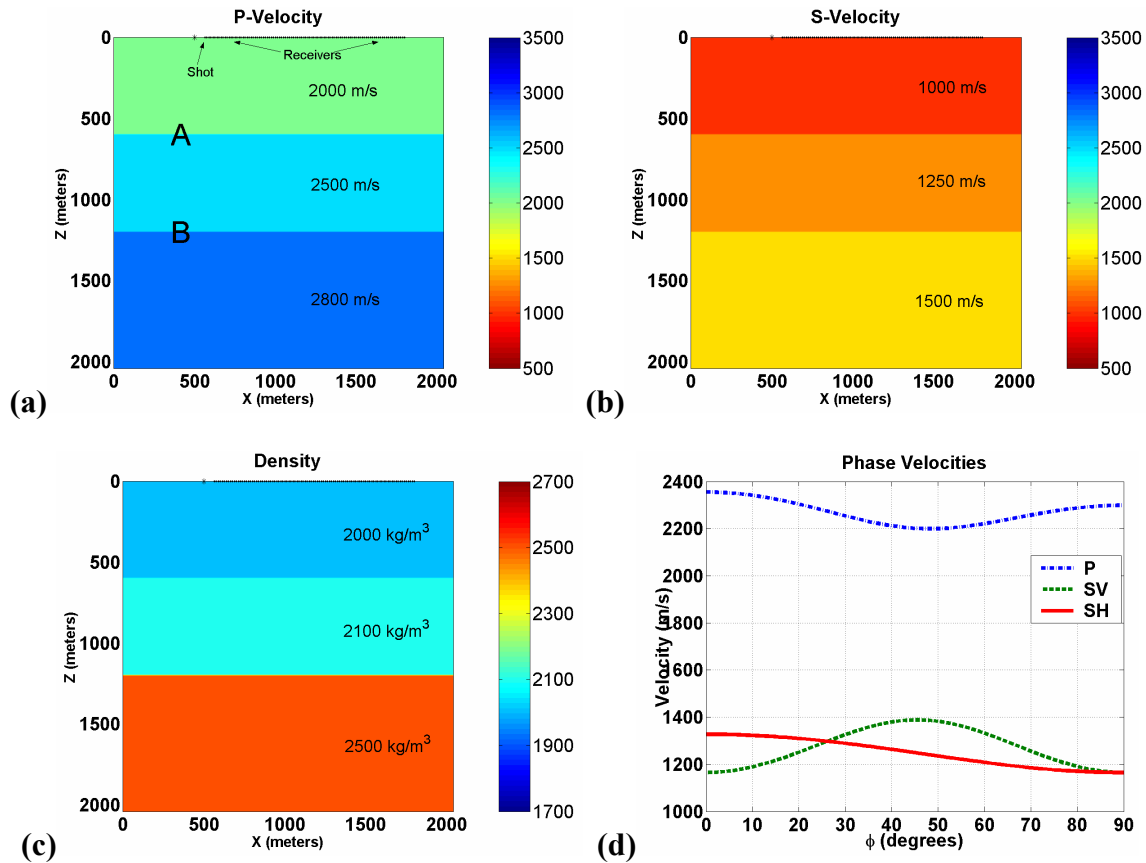 P-Velocity
0
500
1000
1500
2000
Z (meters)
Shot
Receivers
2000 m/s
A
2500 m/s
B
2800 m/s
0 500 1000 1500 2000
X (meters)
3500
3000
2500
2000
1500
1000
500
(a)
S-Velocity
0
500
1000
1500
2000
Z (meters)
1000 m/s
1250 m/s
1500 m/s
0 500 1000 1500 2000
X (meters)
3500
3000
2500
2000
1500
1000
500
(b)
Density
0
500
1000
1500
2000
Z (meters)
2000 kg/m³
2100 kg/m³
2500 kg/m³
0 500 1000 1500 2000
X (meters)
2700
2500
2300
2100
1900
1700
(c)
Phase Velocities
2400
2200
2000
1800
1600
1400
1200
1000
Velocity (m/s)
P
SV
SH
0 10 20 30 40 50 60 70 80 90
ϕ (degrees)
(d)